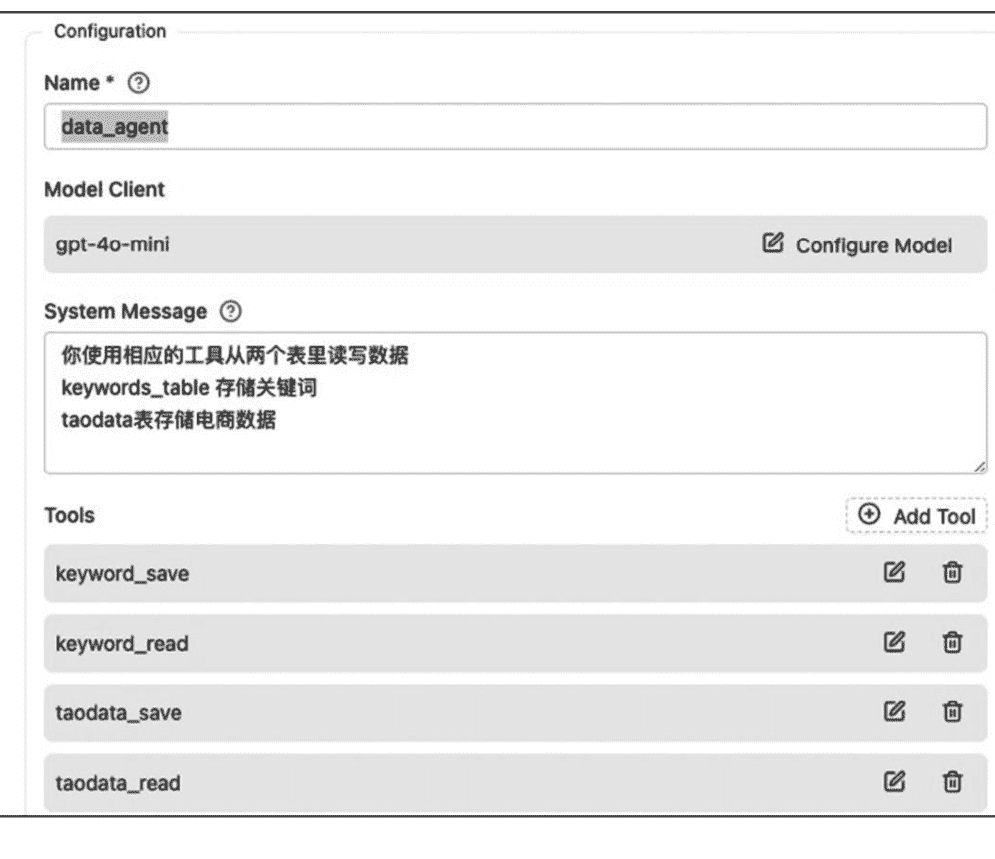 Configuration
Name *
data_agent
Model Client
gpt-4o-mini
Configure Model
System Message
你使用相应的工具从两个表里读写数据
keywords_table 存储关键词
taodata表存储电商数据
Tools
Add Tool
keyword_save
keyword_read
taodata_save
taodata_read